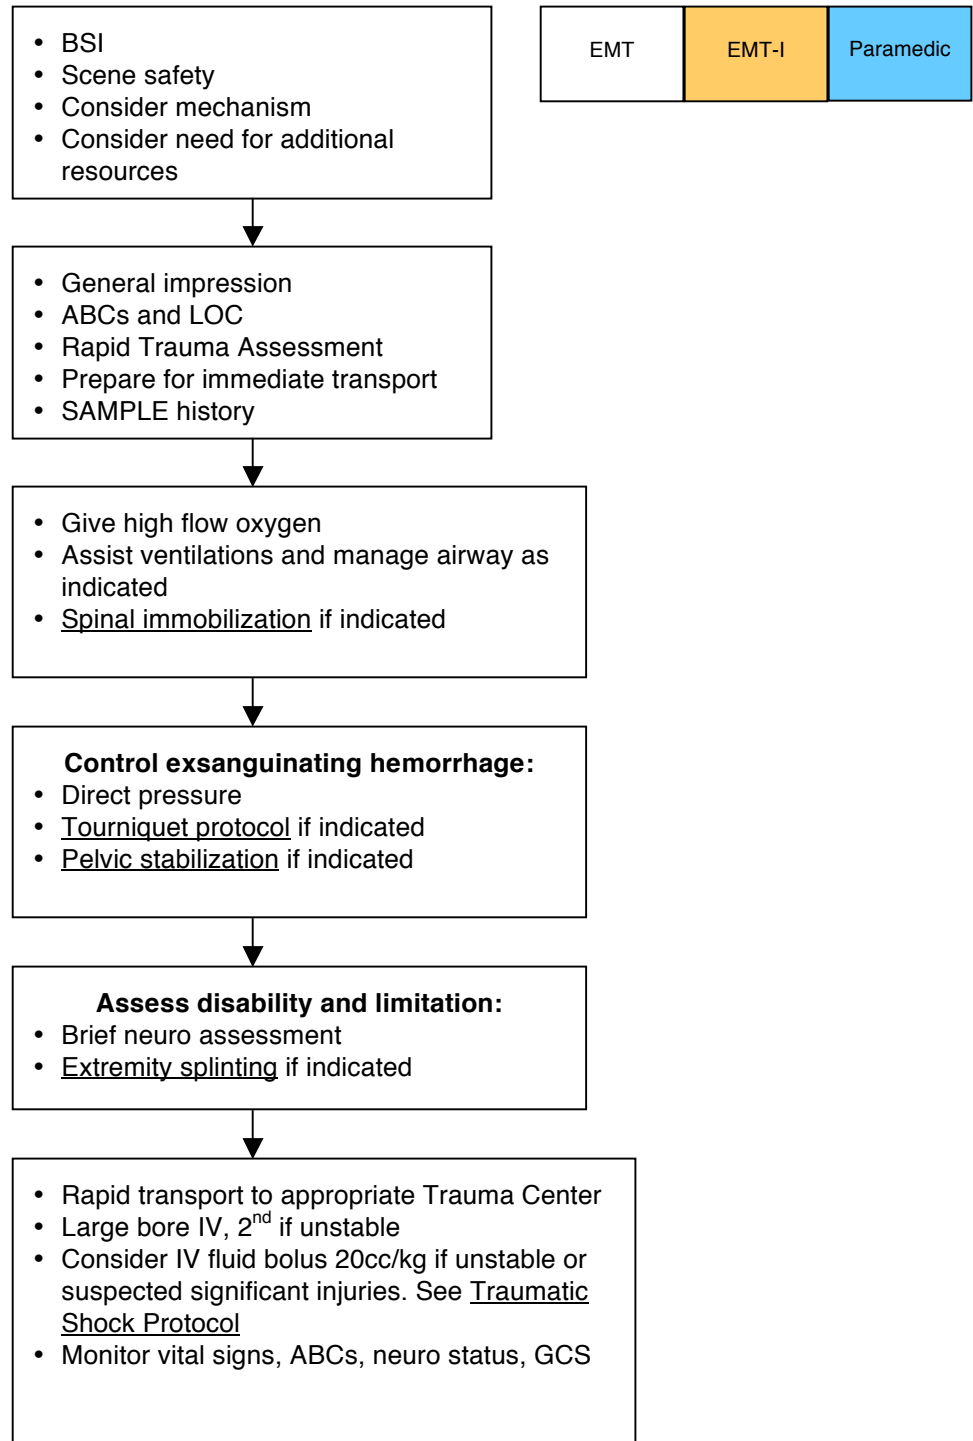 • BSI
• Scene safety
• Consider mechanism
• Consider need for additional
resources
EMT
EMT-I
Paramedic
• General impression
• ABCs and LOC
• Rapid Trauma Assessment
• Prepare for immediate transport
• SAMPLE history
• Give high flow oxygen
• Assist ventilations and manage airway as
indicated
• Spinal immobilization if indicated
Control exsanguinating hemorrhage:
• Direct pressure
• Tourniquet protocol if indicated
• Pelvic stabilization if indicated
Assess disability and limitation:
• Brief neuro assessment
• Extremity splinting if indicated
• Rapid transport to appropriate Trauma Center
• Large bore IV, 2nd if unstable
• Consider IV fluid bolus 20cc/kg if unstable or
suspected significant injuries. See Traumatic
Shock Protocol
• Monitor vital signs, ABCs, neuro status, GCS